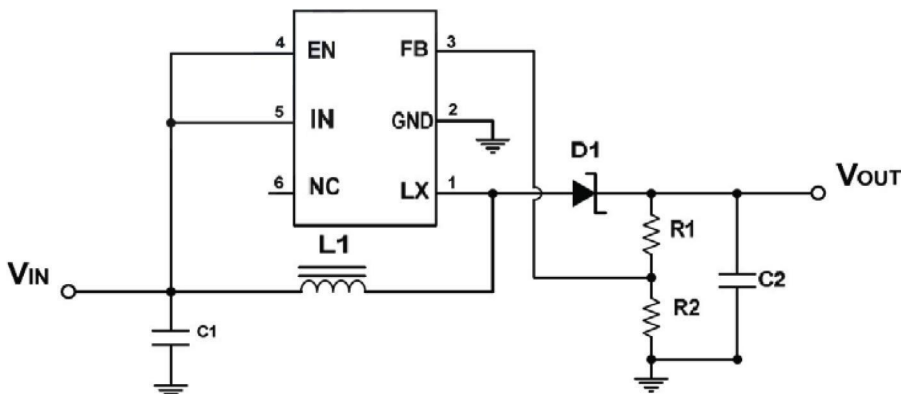 4 EN FB 3
5 IN GND 2
D1
6 NC LX 1 VOUT
L1 R1
VIN C1 R2 C2